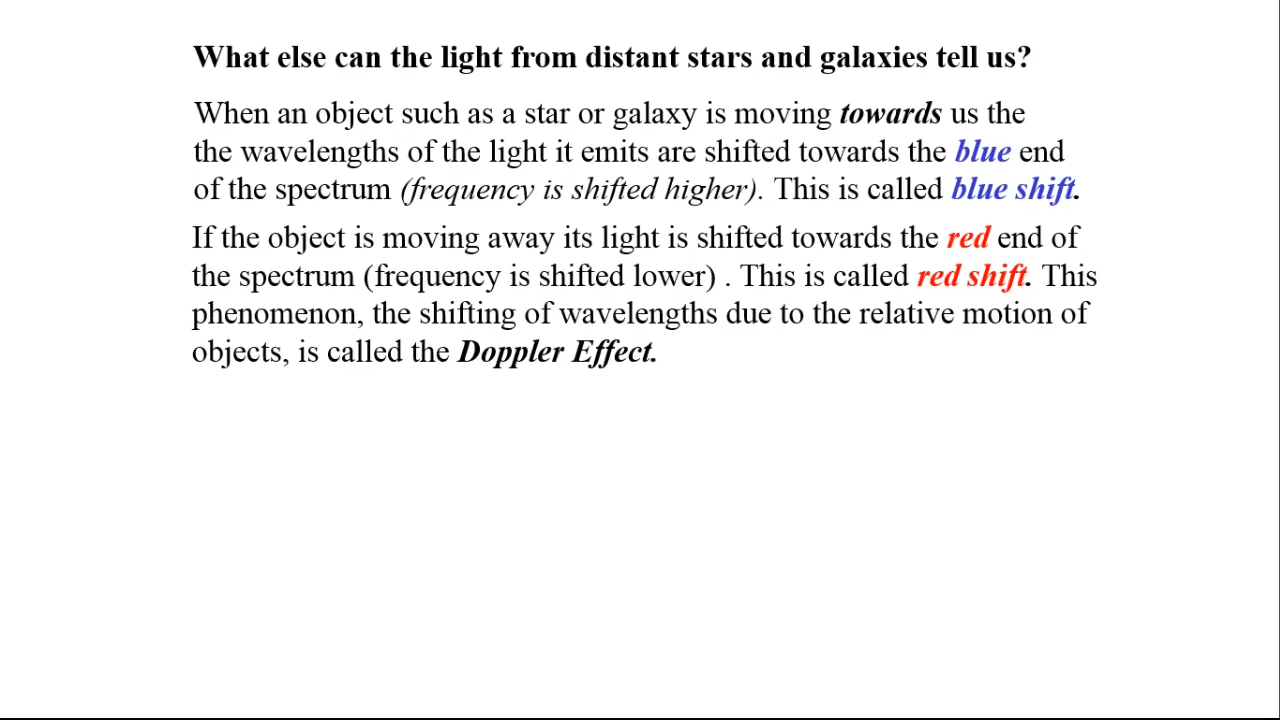 What else can the light from distant stars and galaxies tell us?
When an object such as a star or galaxy is moving towards us the
the wavelengths of the light it emits are shifted towards the blue end
of the spectrum (frequency is shifted higher). This is called blue shift.
If the object is moving away its light is shifted towards the red end of
the spectrum (frequency is shifted lower) . This is called red shift. This
phenomenon, the shifting of wavelengths due to the relative motion of
objects, is called the Doppler Effect.